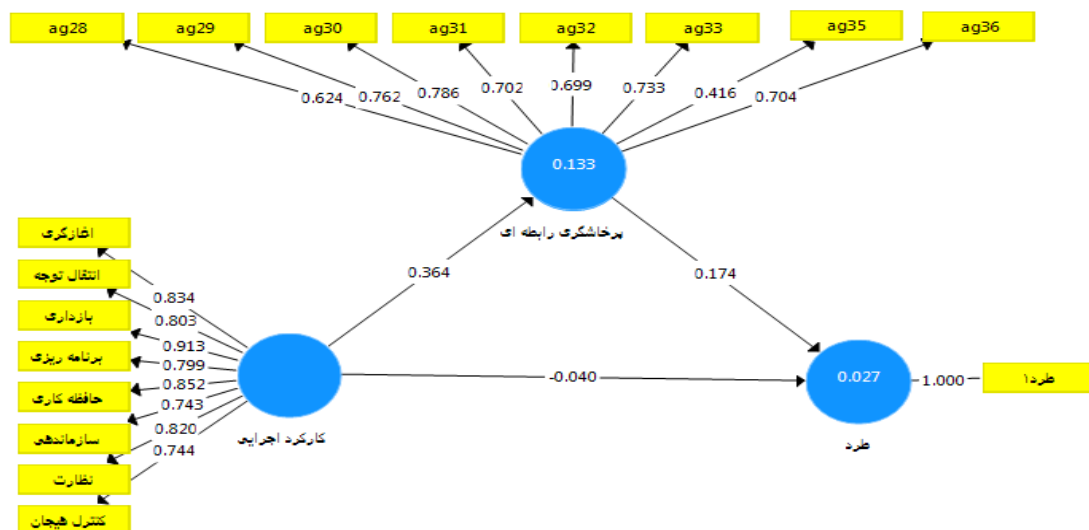 ag28 ag29 ag30 ag31 ag32 ag33 ag35 ag36
0.624 0.762 0.786 0.702 0.699 0.733 0.416 0.704
0.133
پرخاشگری رابطه ای
اغازگری
انتقال توجه
بازداری
برنامه ریزی
حافظه کاری
سازماندهی
نظارت
کنترل هیجان
0.834
0.803
0.913
0.799
0.852
0.743
0.820
0.744
کارکرد اجرایی
0.364
0.174
-0.040
0.027
طرد
1.000
طرد۱